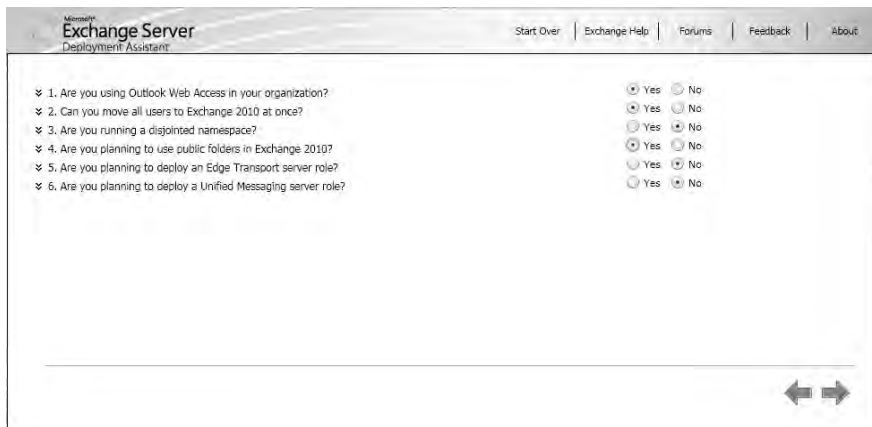 Microsoft®
Exchange Server
Deployment Assistant
Start Over | Exchange Help | Forums | Feedback | About
1. Are you using Outlook Web Access in your organization? Yes No
2. Can you move all users to Exchange 2010 at once? Yes No
3. Are you running a disjointed namespace? Yes No
4. Are you planning to use public folders in Exchange 2010? Yes No
5. Are you planning to deploy an Edge Transport server role? Yes No
6. Are you planning to deploy a Unified Messaging server role? Yes No